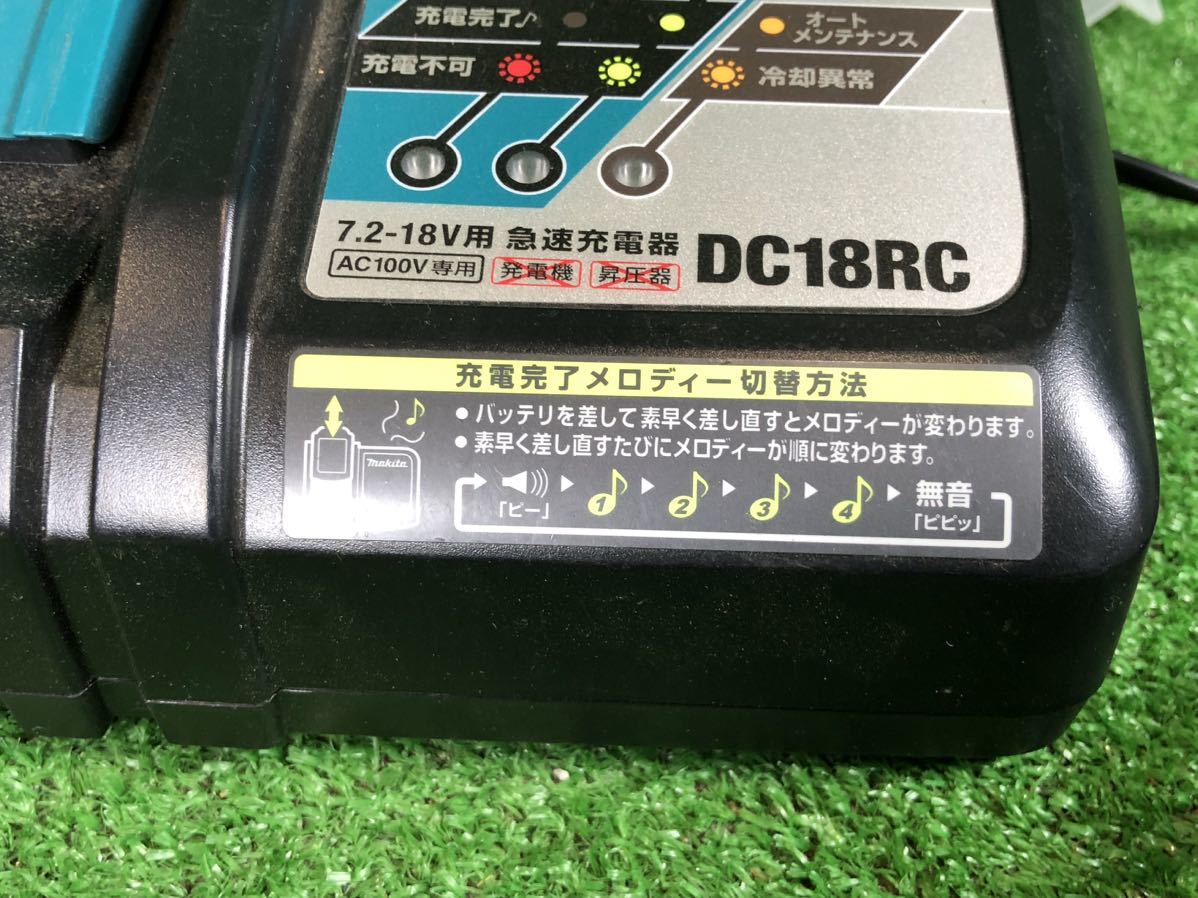 充電完了♪
オート
メンテナンス
充電不可
冷却異常
7.2-18V用 急速充電器 DC18RC
AC100V専用 発電機 昇圧器
充電完了メロディー切替方法
● バッテリを差して素早く差し直すとメロディーが変わります。
● 素早く差し直すたびにメロディーが順に変わります。
makita
1 2 3 4 無音
「ピー」 「ピピッ」